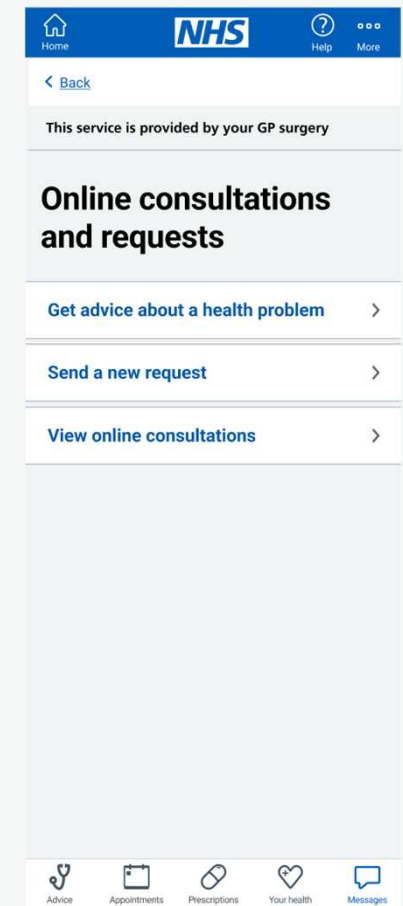 NHS
Home
Help
More
Back
This service is provided by your GP surgery
Online consultations
and requests
Get advice about a health problem
Send a new request
View online consultations
Advice
Appointments
Prescriptions
Your health
Messages